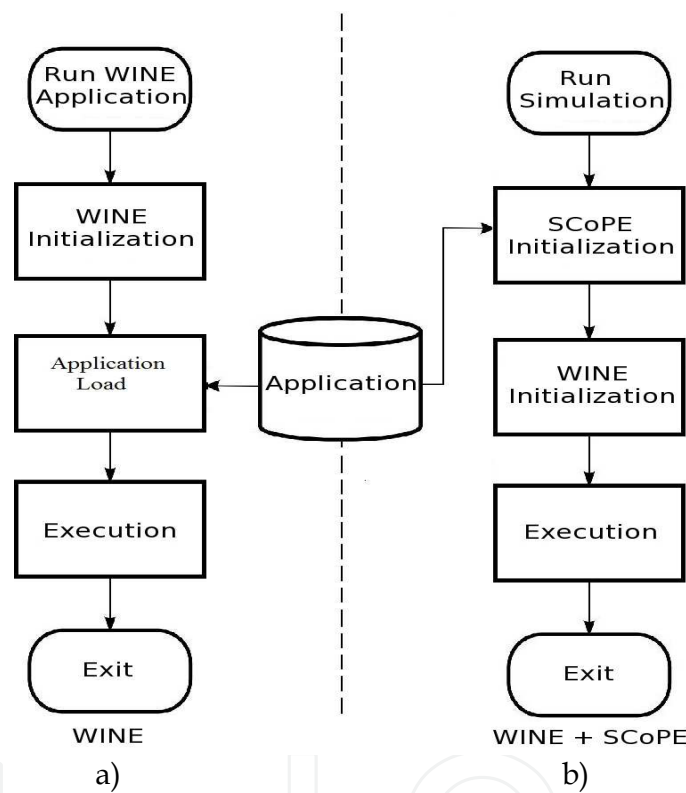 Run WINE
Application
WINE
Initialization
Application
Load
Execution
Exit
WINE
a)
Application
Run
Simulation
SCoPE
Initialization
WINE
Initialization
Execution
Exit
WINE + SCoPE
b)